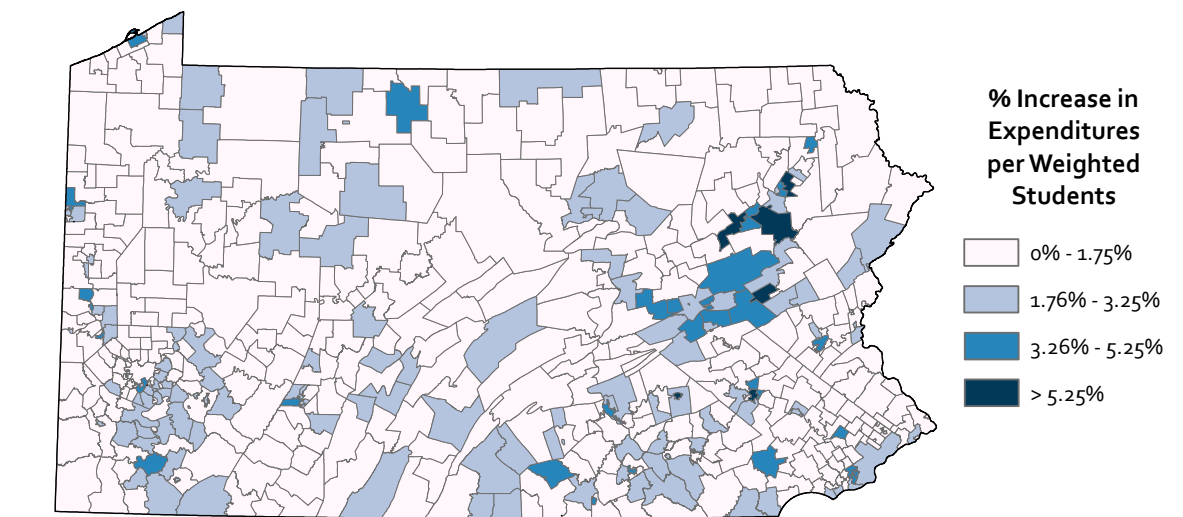 % Increase in
Expenditures
per Weighted
Students
0% - 1.75%
1.76% - 3.25%
3.26% - 5.25%
> 5.25%